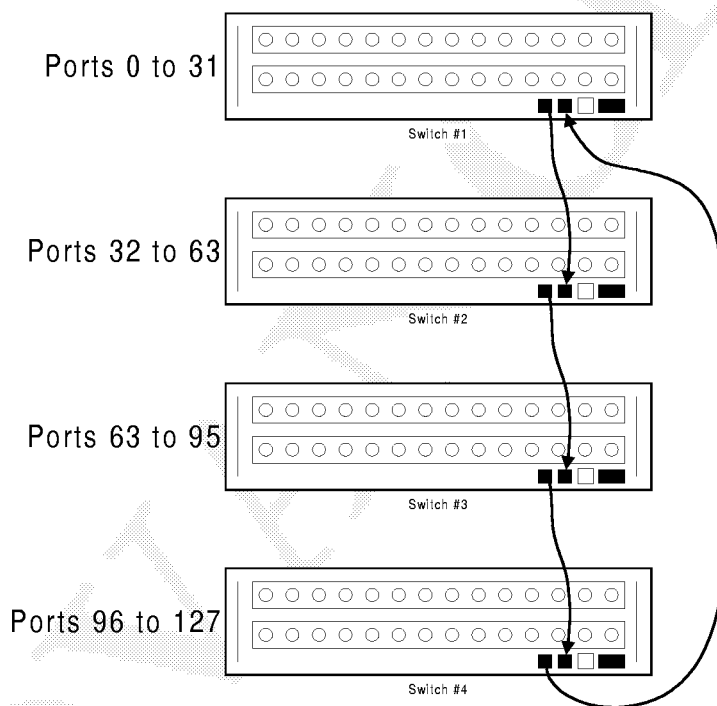 Ports 0 to 31
Switch #1
Ports 32 to 63
Switch #2
Ports 63 to 95
Switch #3
Ports 96 to 127
Switch #4